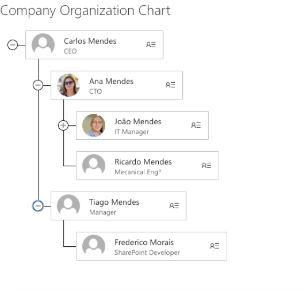 Company Organization Chart
Carlos Mendes
CEO
Ana Mendes
CTO
João Mendes
IT Manager
Ricardo Mendes
Mecanical Engº
Tiago Mendes
Manager
Frederico Morais
SharePoint Developer